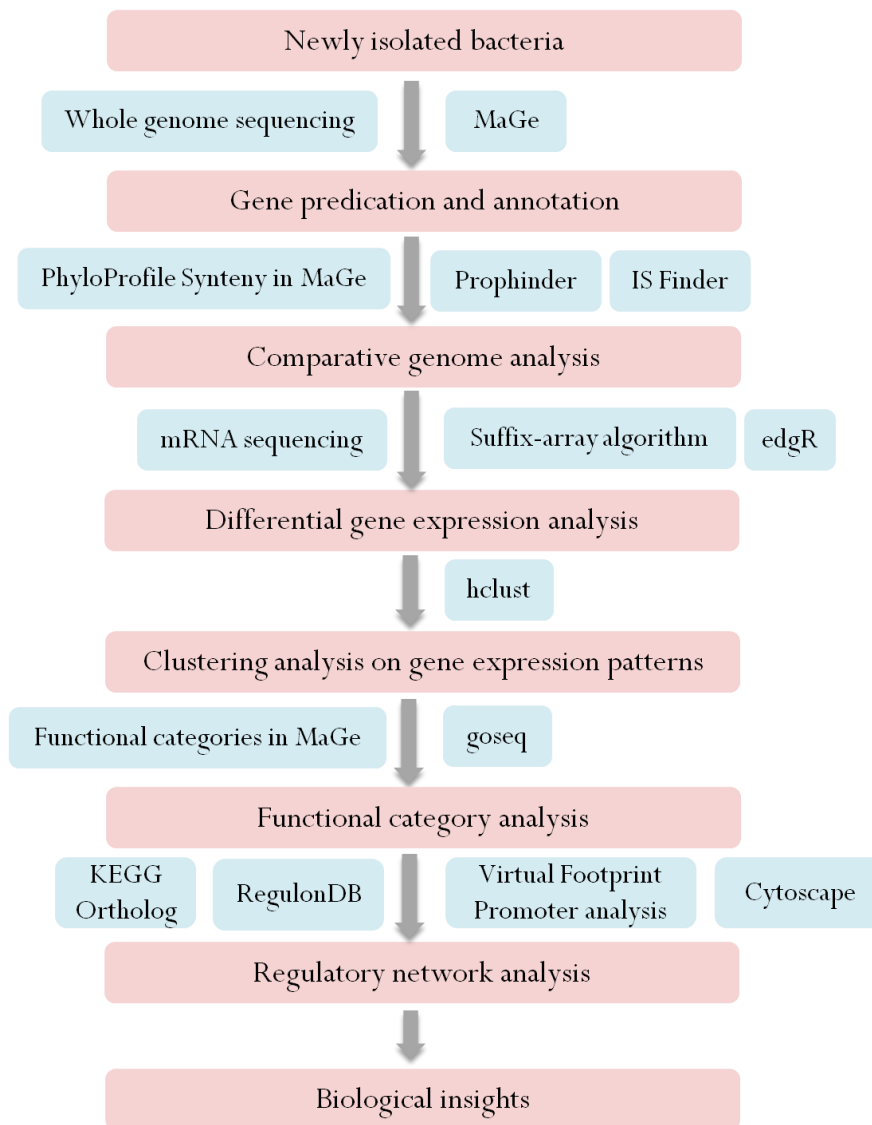 Newly isolated bacteria
Whole genome sequencing
MaGe
Gene predication and annotation
PhyloProfile Synteny in MaGe
Prophinder
IS Finder
Comparative genome analysis
mRNA sequencing
Suffix-array algorithm
edgR
Differential gene expression analysis
hclust
Clustering analysis on gene expression patterns
Functional categories in MaGe
goseq
Functional category analysis
KEGG
Ortholog
RegulonDB
Virtual Footprint
Promoter analysis
Cytoscape
Regulatory network analysis
Biological insights